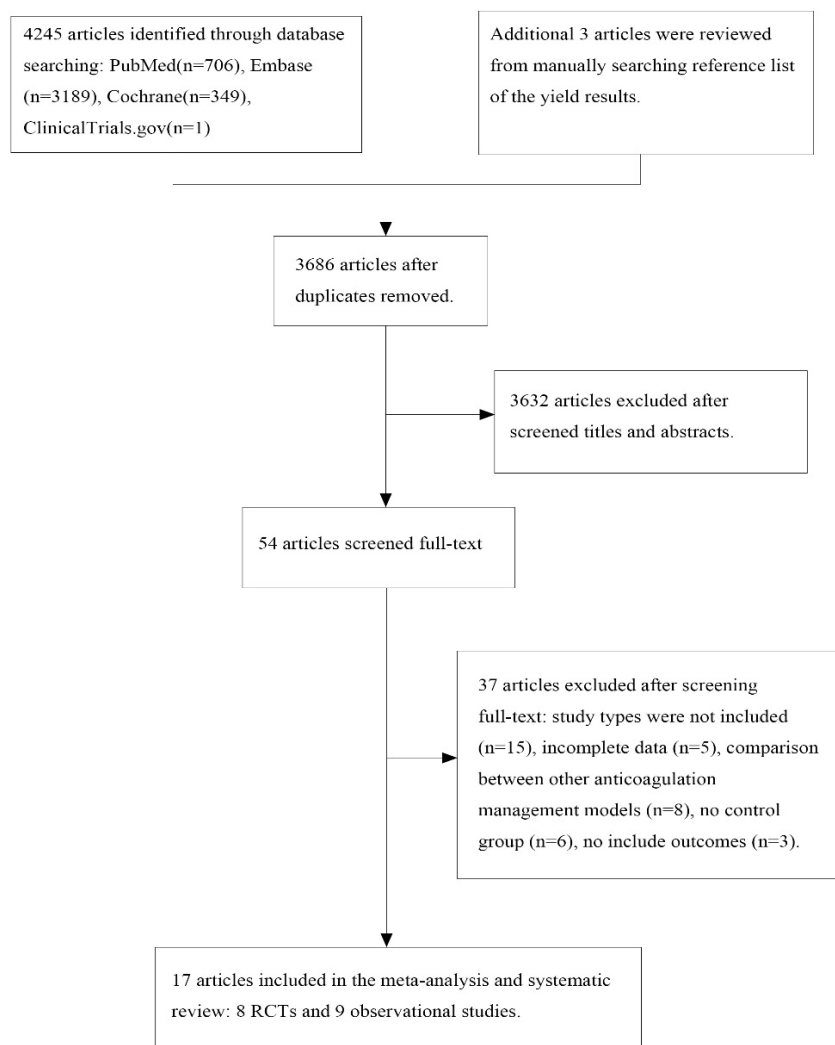 4245 articles identified through database
searching: PubMed(n=706), Embase
(n=3189), Cochrane(n=349),
ClinicalTrials.gov(n=1)
Additional 3 articles were reviewed
from manually searching reference list
of the yield results.
3686 articles after
duplicates removed.
3632 articles excluded after
screened titles and abstracts.
54 articles screened full-text
37 articles excluded after screening
full-text: study types were not included
(n=15), incomplete data (n=5), comparison
between other anticoagulation
management models (n=8), no control
group (n=6), no include outcomes (n=3).
17 articles included in the meta-analysis and systematic
review: 8 RCTs and 9 observational studies.